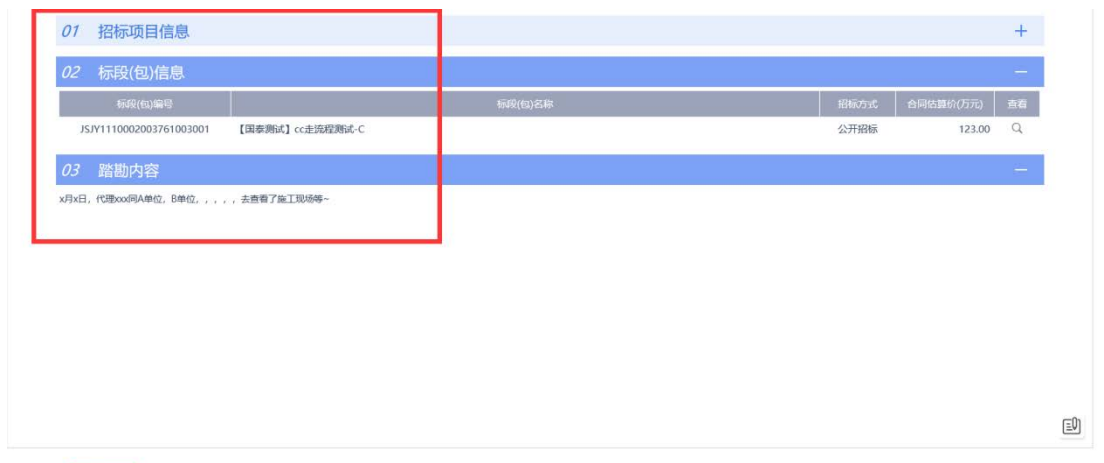 01 招标项目信息
02 标段(包)信息
标段(包)编号 标段(包)名称 招标方式 合同估算价(万元) 查看
JSJY1110002003761003001 【国泰测试】cc走流程测试-C 公开招标 123.00
03 踏勘内容
x月x日，代理xxx同A单位，B单位，，，，，去查看了施工现场等~